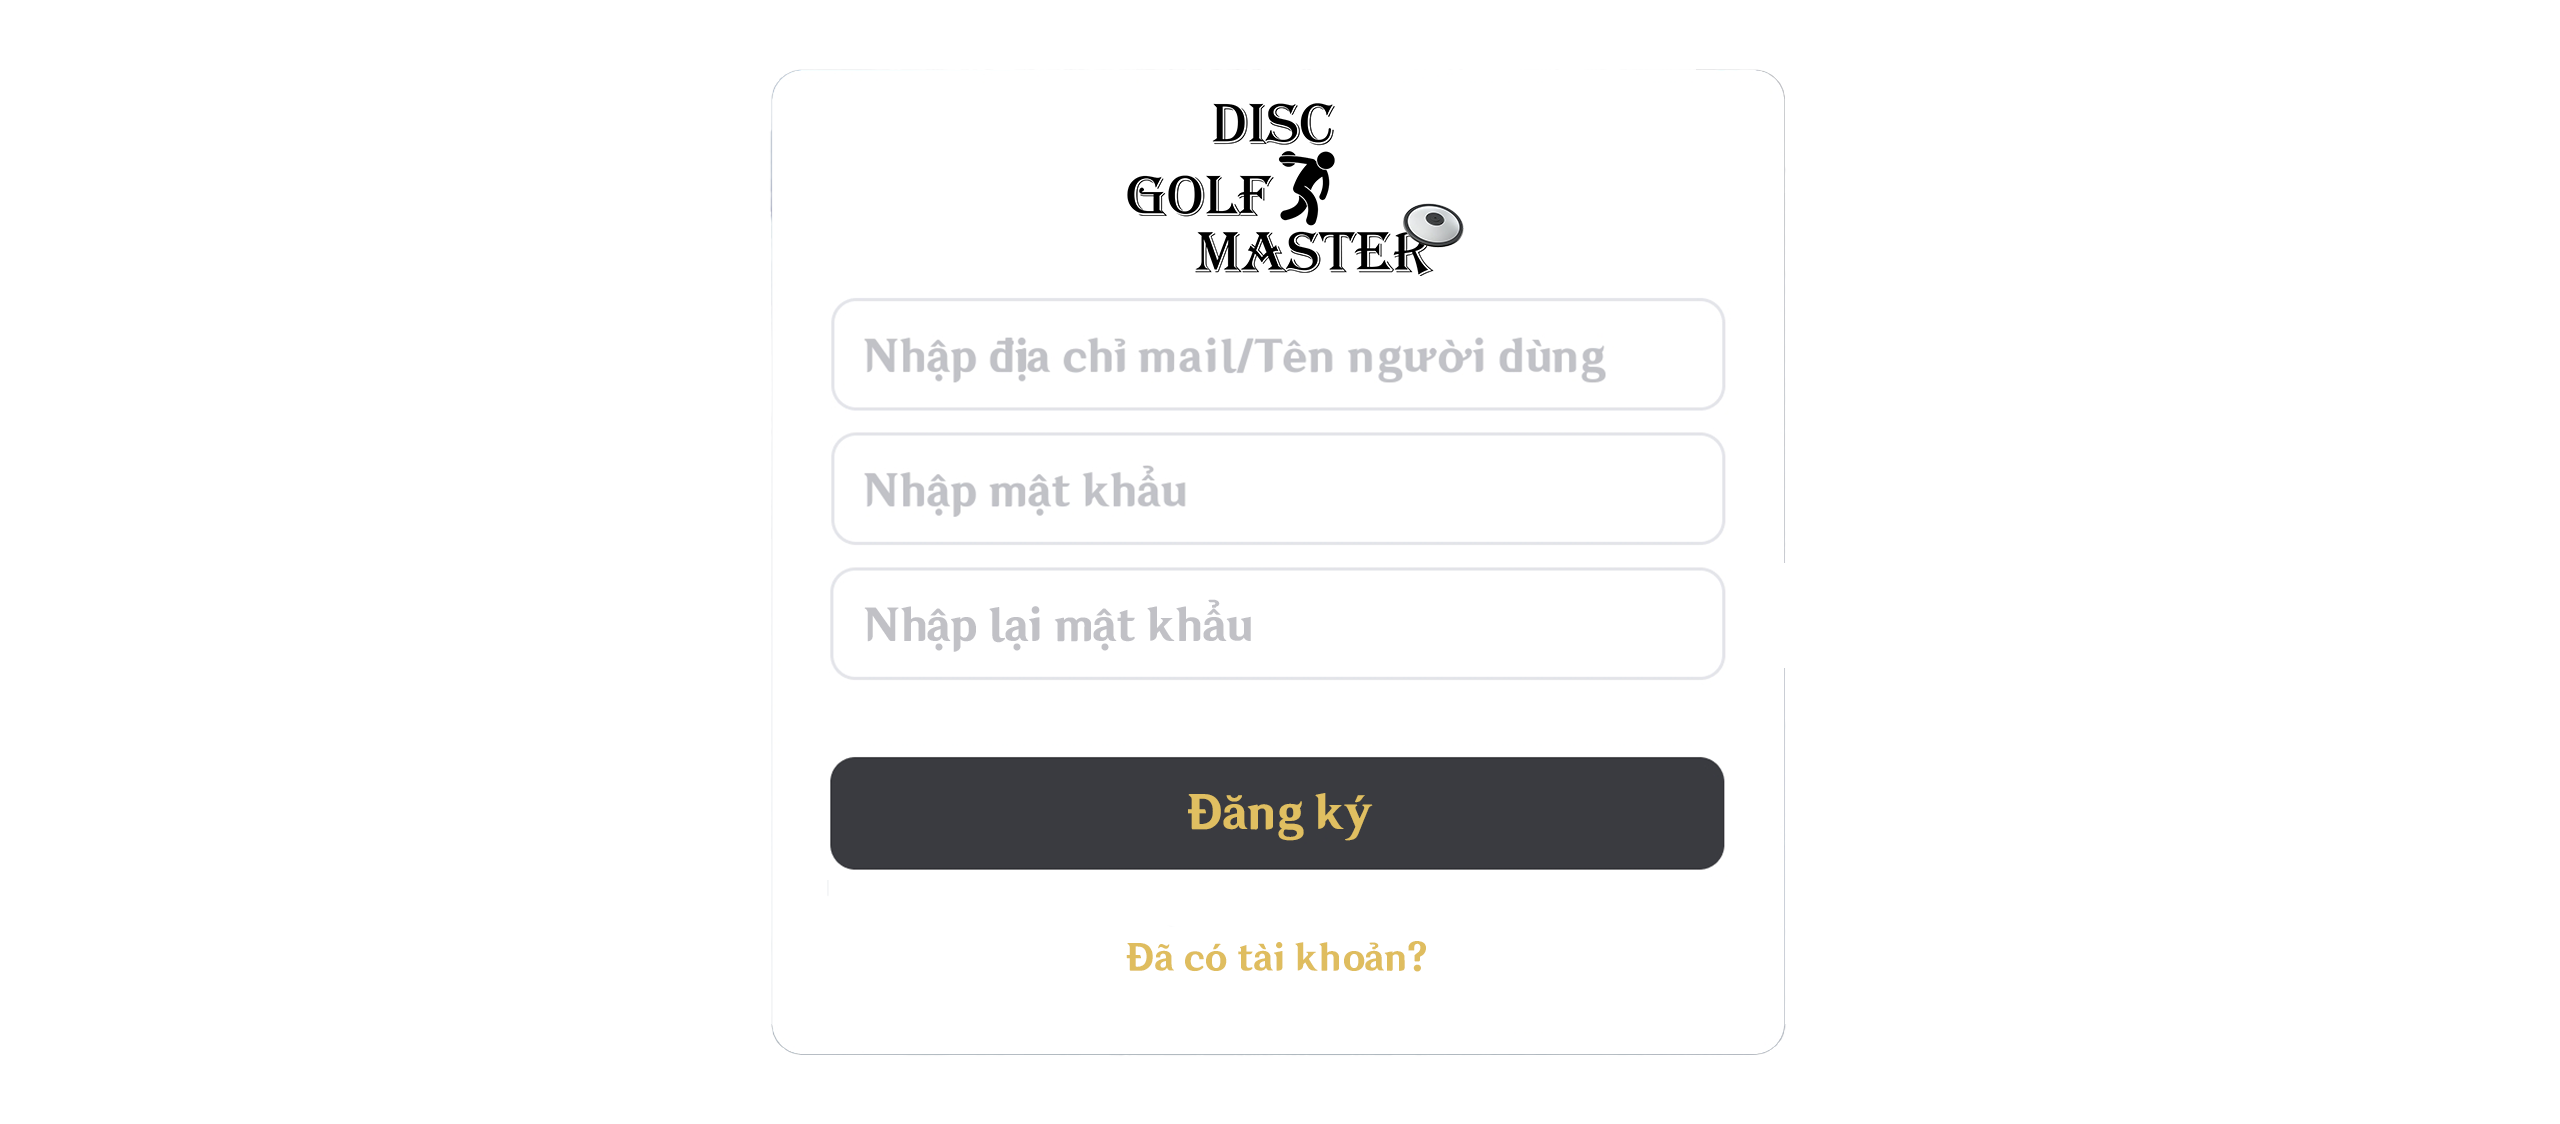 DISC
GOLF
MASTER
Nhập địa chỉ mail/Tên người dùng
Nhập mật khẩu
Nhập lại mật khẩu
Đăng ký
Đã có tài khoản?